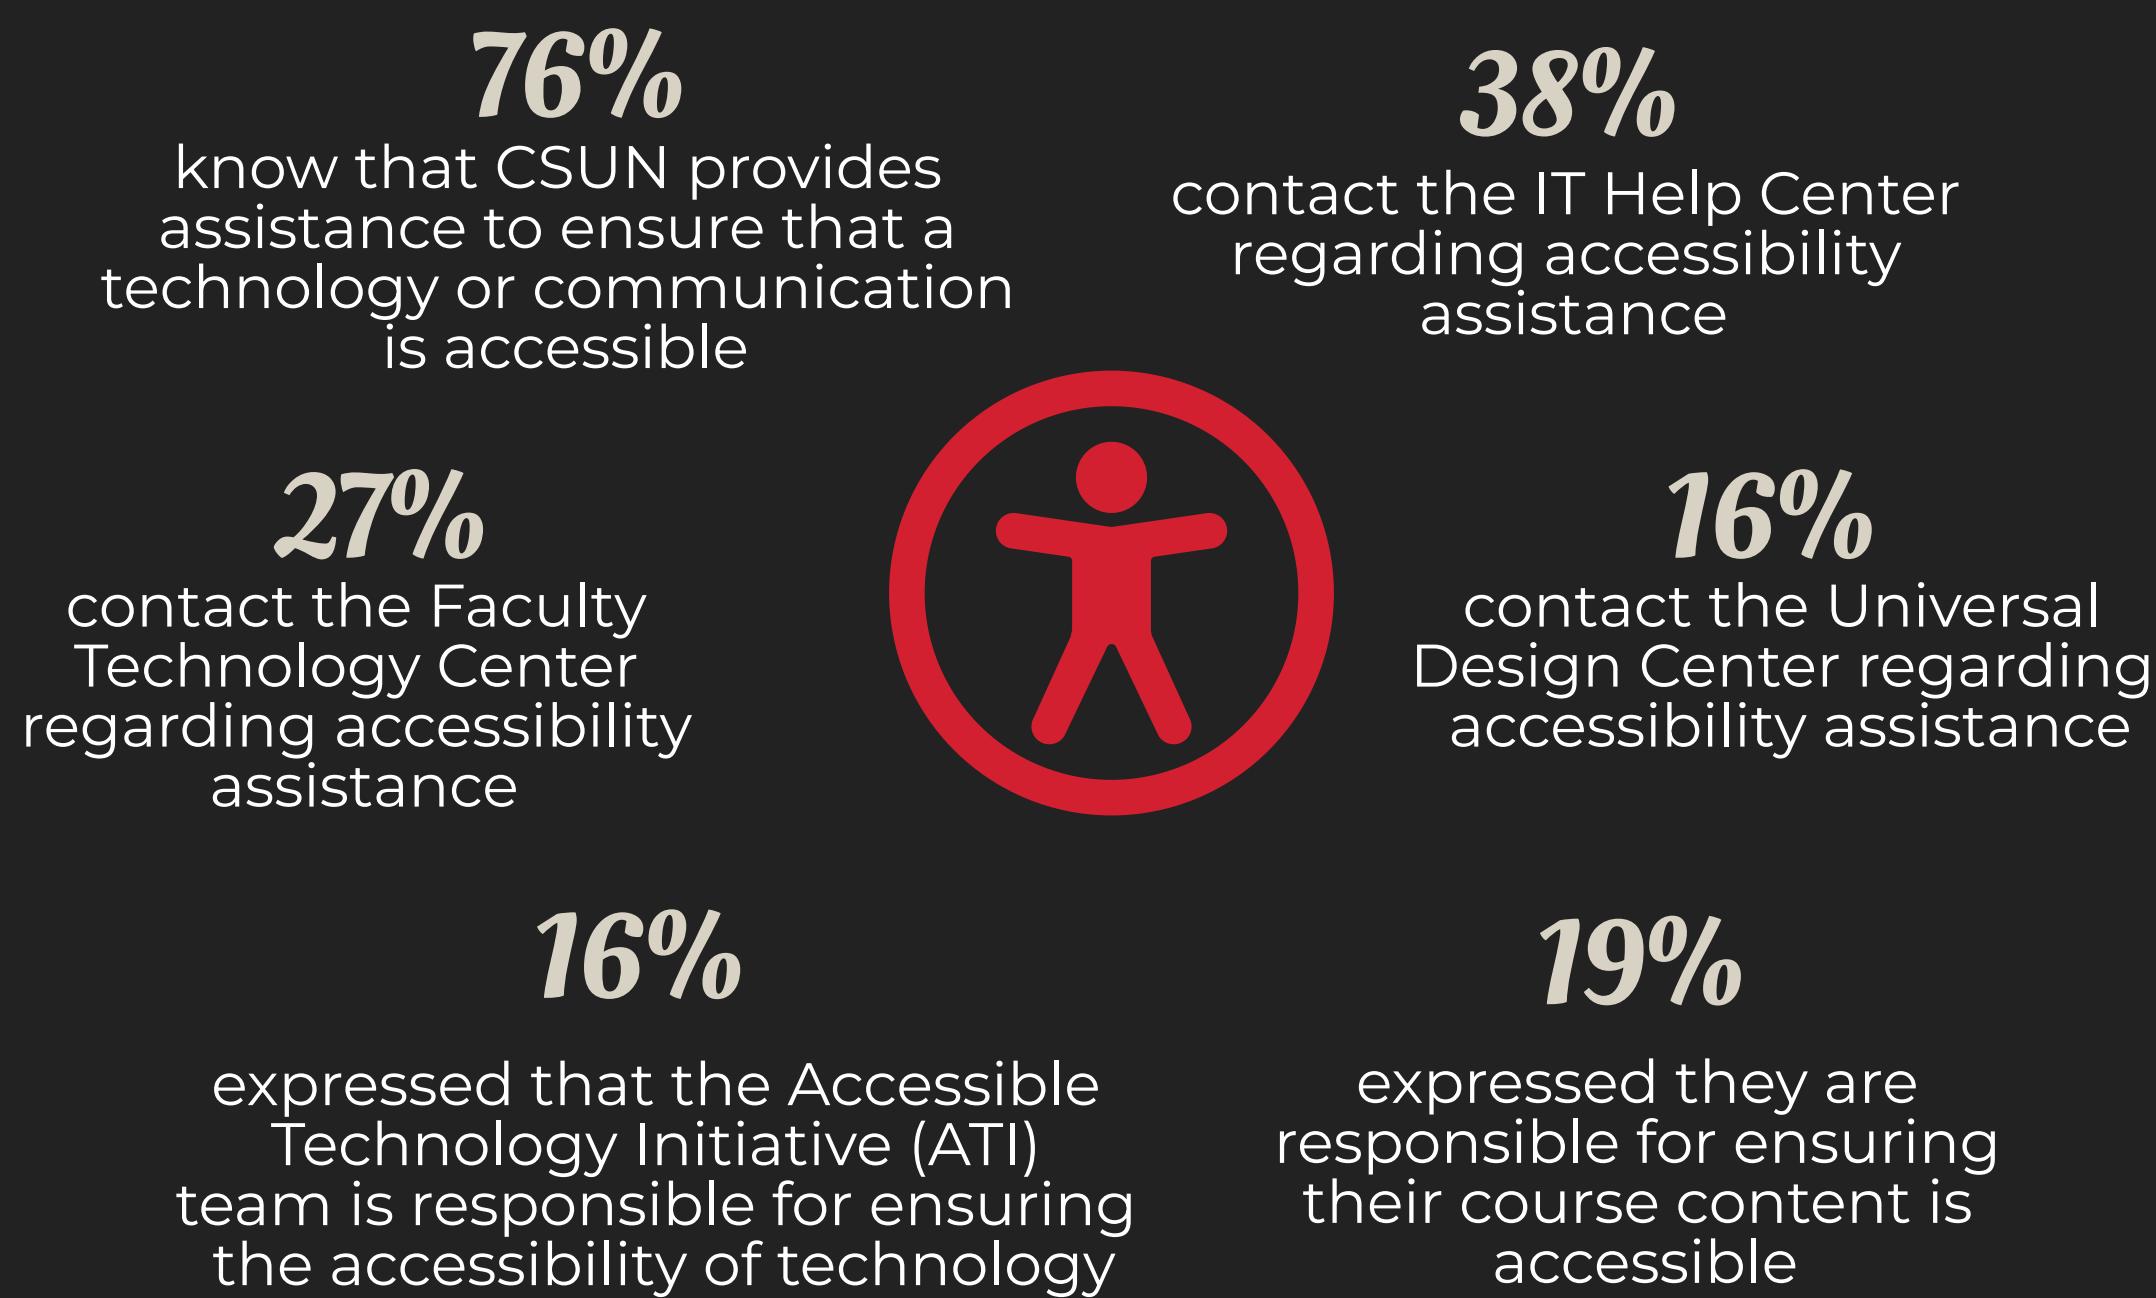 76%
know that CSUN provides
assistance to ensure that a
technology or communication
is accessible
38%
contact the IT Help Center
regarding accessibility
assistance
27%
contact the Faculty
Technology Center
regarding accessibility
assistance
16%
contact the Universal
Design Center regarding
accessibility assistance
16%
expressed that the Accessible
Technology Initiative (ATI)
team is responsible for ensuring
the accessibility of technology
19%
expressed they are
responsible for ensuring
their course content is
accessible